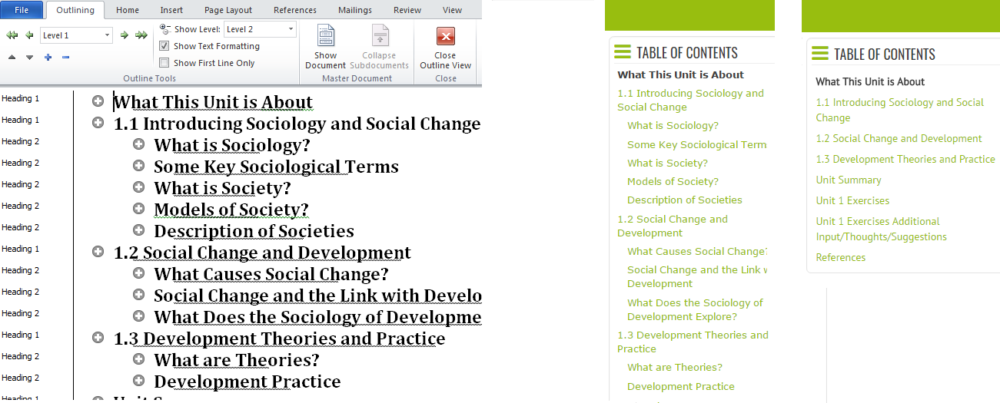 File Outlining Home Insert Page Layout References Mailings Review View
Level 1
Show Level: Level 2
Show Text Formatting
Show First Line Only
Outline Tools
Show Document
Collapse Subdocuments
Master Document
Close Outline View
Close
Heading 1 What This Unit is About
Heading 1 1.1 Introducing Sociology and Social Change
Heading 2 What is Sociology?
Heading 2 Some Key Sociological Terms
Heading 2 What is Society?
Heading 2 Models of Society?
Heading 2 Description of Societies
Heading 1 1.2 Social Change and Development
Heading 2 What Causes Social Change?
Heading 2 Social Change and the Link with Develo
Heading 2 What Does the Sociology of Developme
Heading 1 1.3 Development Theories and Practice
Heading 2 What are Theories?
Heading 2 Development Practice
Heading 1
TABLE OF CONTENTS
What This Unit is About
1.1 Introducing Sociology and
Social Change
What is Sociology?
Some Key Sociological Term
What is Society?
Models of Society?
Description of Societies
1.2 Social Change and
Development
What Causes Social Change?
Social Change and the Link
Development
What Does the Sociology of
Development Explore?
1.3 Development Theories and
Practice
What are Theories?
Development Practice
TABLE OF CONTENTS
What This Unit is About
1.1 Introducing Sociology and Social
Change
1.2 Social Change and Development
1.3 Development Theories and Practice
Unit Summary
Unit 1 Exercises
Unit 1 Exercises Additional
Input/Thoughts/Suggestions
References